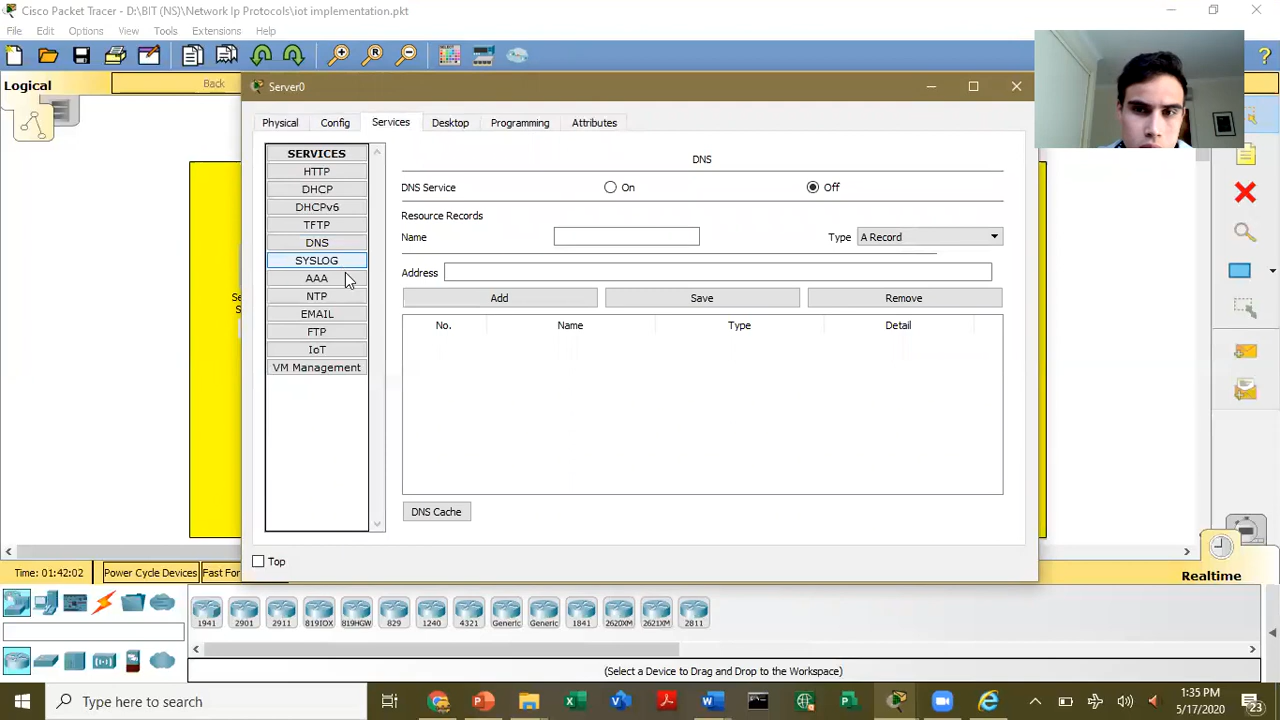 Cisco Packet Tracer - D:\BIT (NS)\Network Ip Protocols\iot implementation.pkt
File Edit Options View Tools Extensions Help
Logical
Back
Server0
Physical Config Services Desktop Programming Attributes
SERVICES
HTTP
DHCP
DHCPv6
TFTP
DNS
SYSLOG
AAA
NTP
EMAIL
FTP
IoT
VM Management
DNS
DNS Service On Off
Resource Records
Name Type A Record
Address
Add Save Remove
No. Name Type Detail
DNS Cache
Top
Time: 01:42:02 Power Cycle Devices Fast For
Realtime
1941 2901 2911 819IOX 819HGW 829 1240 4321 Generic Generic 1841 2620XM 2621XM 2811
(Select a Device to Drag and Drop to the Workspace)
Type here to search
1:35 PM
5/17/2020
23